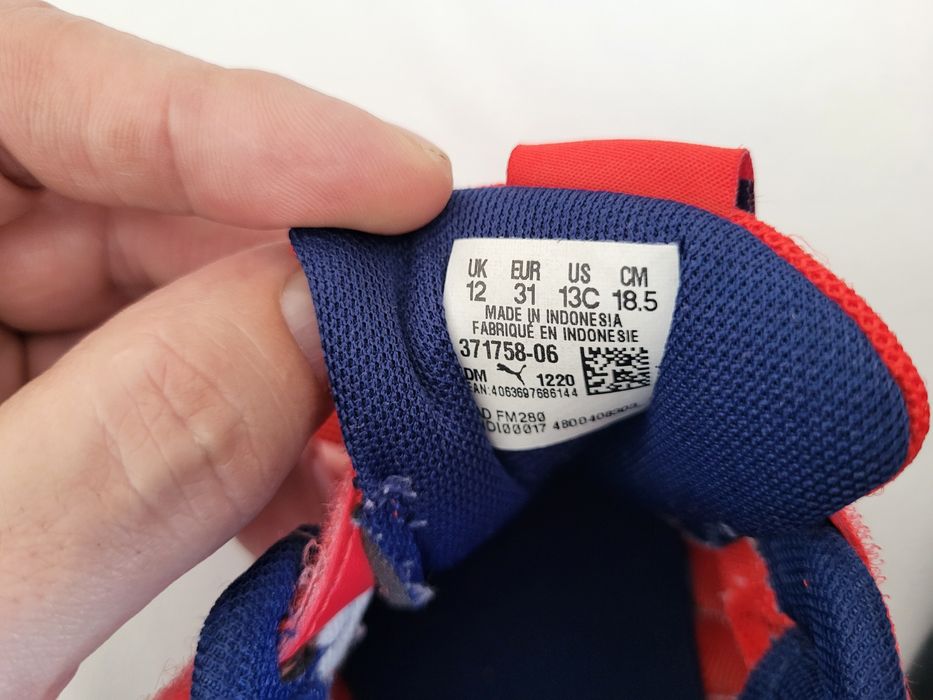 UK EUR US CM
12 31 13C 18.5
MADE IN INDONESIA
FABRIQUÉ EN INDONESIE
371758-06
DM 1220
EAN:4063697686144
FM280